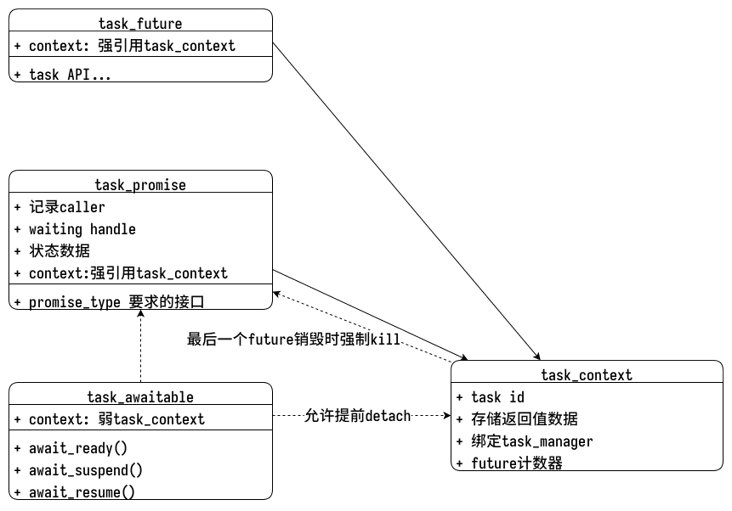 task_future
+ context: 强引用task_context
+ task API...
task_promise
+ 记录caller
+ waiting handle
+ 状态数据
+ context:强引用task_context
+ promise_type 要求的接口
最后一个future销毁时强制kill
task_context
+ task id
+ 存储返回值数据
+ 绑定task_manager
+ future计数器
task_awaitable
+ context: 弱task_context
+ await_ready()
+ await_suspend()
+ await_resume()
允许提前detach